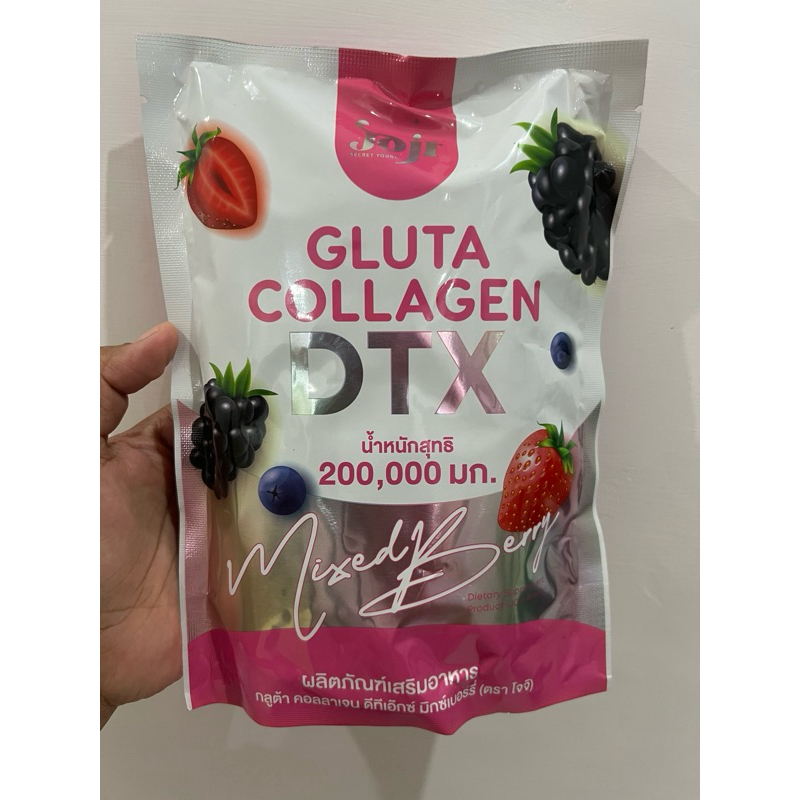 joji
SECRET YOUNG
GLUTA
COLLAGEN
DTX
น้ำหนักสุทธิ
200,000 มก.
Mixed Berry
Dietary
Product
ผลิตภัณฑ์เสริมอาหาร
กลูต้า คอลลาเจน ดีทีเอ็กซ์ มิกซ์เบอร์รี่ (ตรา โจจิ)